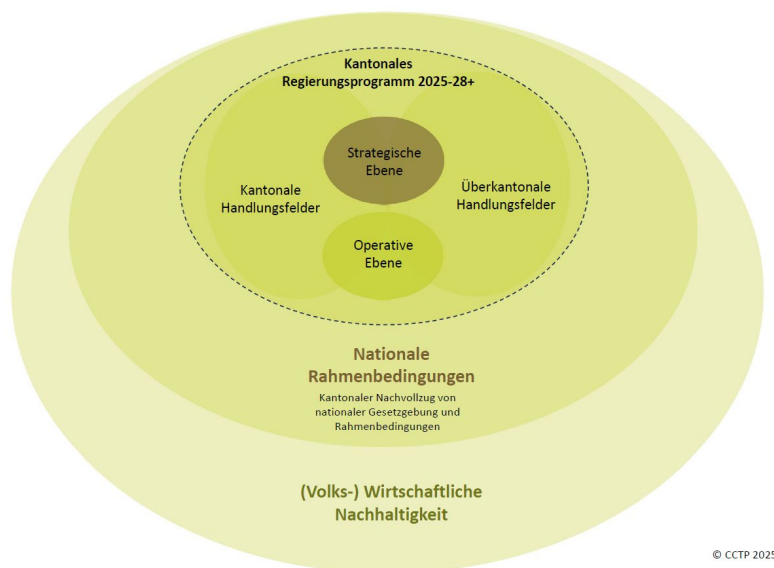 Kantonales
Regierungsprogramm 2025-28+
Strategische
Ebene
Kantonale
Handlungsfelder
Überkantonale
Handlungsfelder
Operative
Ebene
Nationale
Rahmenbedingungen
Kantonaler Nachvollzug von
nationaler Gesetzgebung und
Rahmenbedingungen
(Volks-) Wirtschaftliche
Nachhaltigkeit
© CCTP 2025